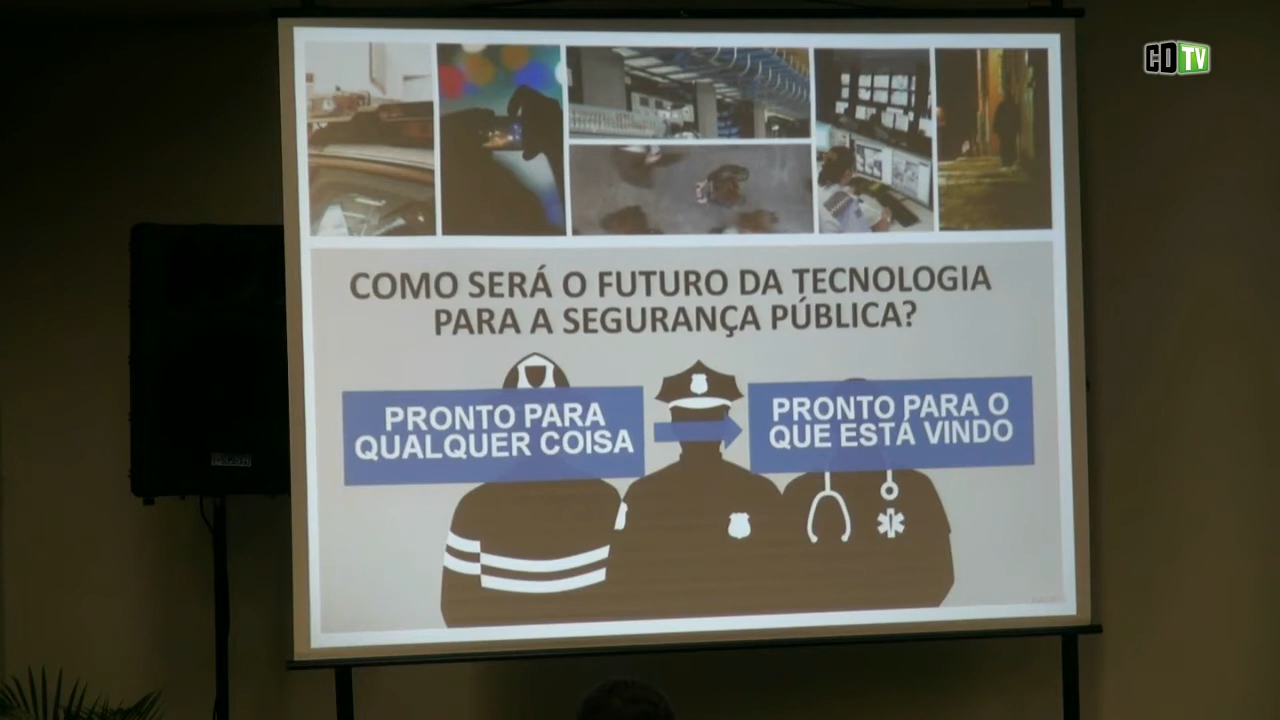 CDTV
COMO SERÁ O FUTURO DA TECNOLOGIA
PARA A SEGURANÇA PÚBLICA?
PRONTO PARA
QUALQUER COISA
PRONTO PARA O
QUE ESTÁ VINDO